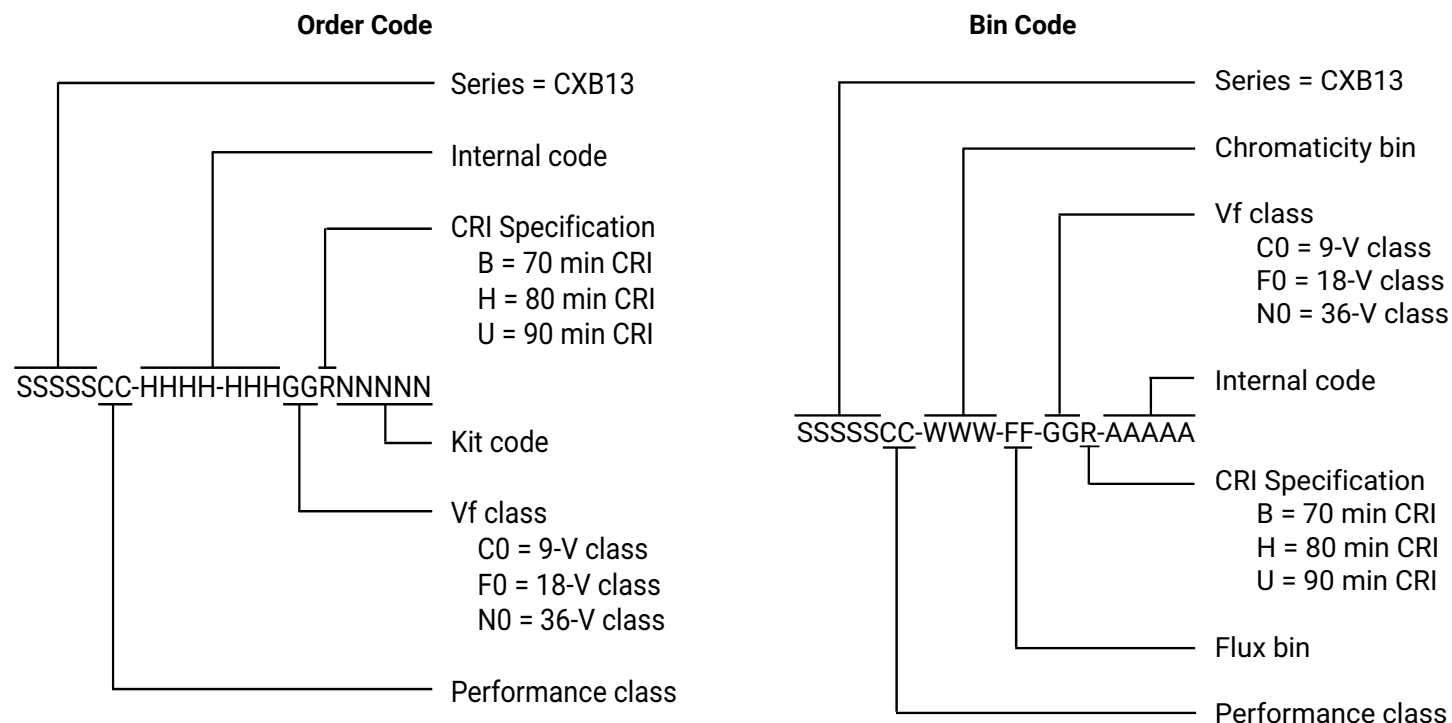 Order Code
Series = CXB13
Internal code
CRI Specification
B = 70 min CRI
H = 80 min CRI
U = 90 min CRI
SSSSSCC-HHHH-HHHGGRNNNNN
Kit code
Vf class
C0 = 9-V class
F0 = 18-V class
N0 = 36-V class
Performance class
Bin Code
Series = CXB13
Chromaticity bin
Vf class
C0 = 9-V class
F0 = 18-V class
N0 = 36-V class
Internal code
SSSSSCC-WWW-FF-GGR-AAAAA
CRI Specification
B = 70 min CRI
H = 80 min CRI
U = 90 min CRI
Flux bin
Performance class